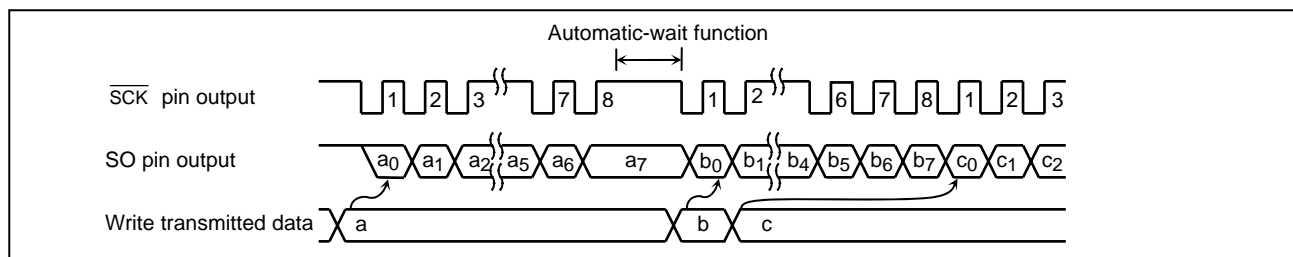 Automatic-wait function
SCK pin output 1 2 3 7 8 1 2 6 7 8 1 2 3
SO pin output a0 a1 a2 a5 a6 a7 b0 b1 b4 b5 b6 b7 c0 c1 c2
Write transmitted data a b c